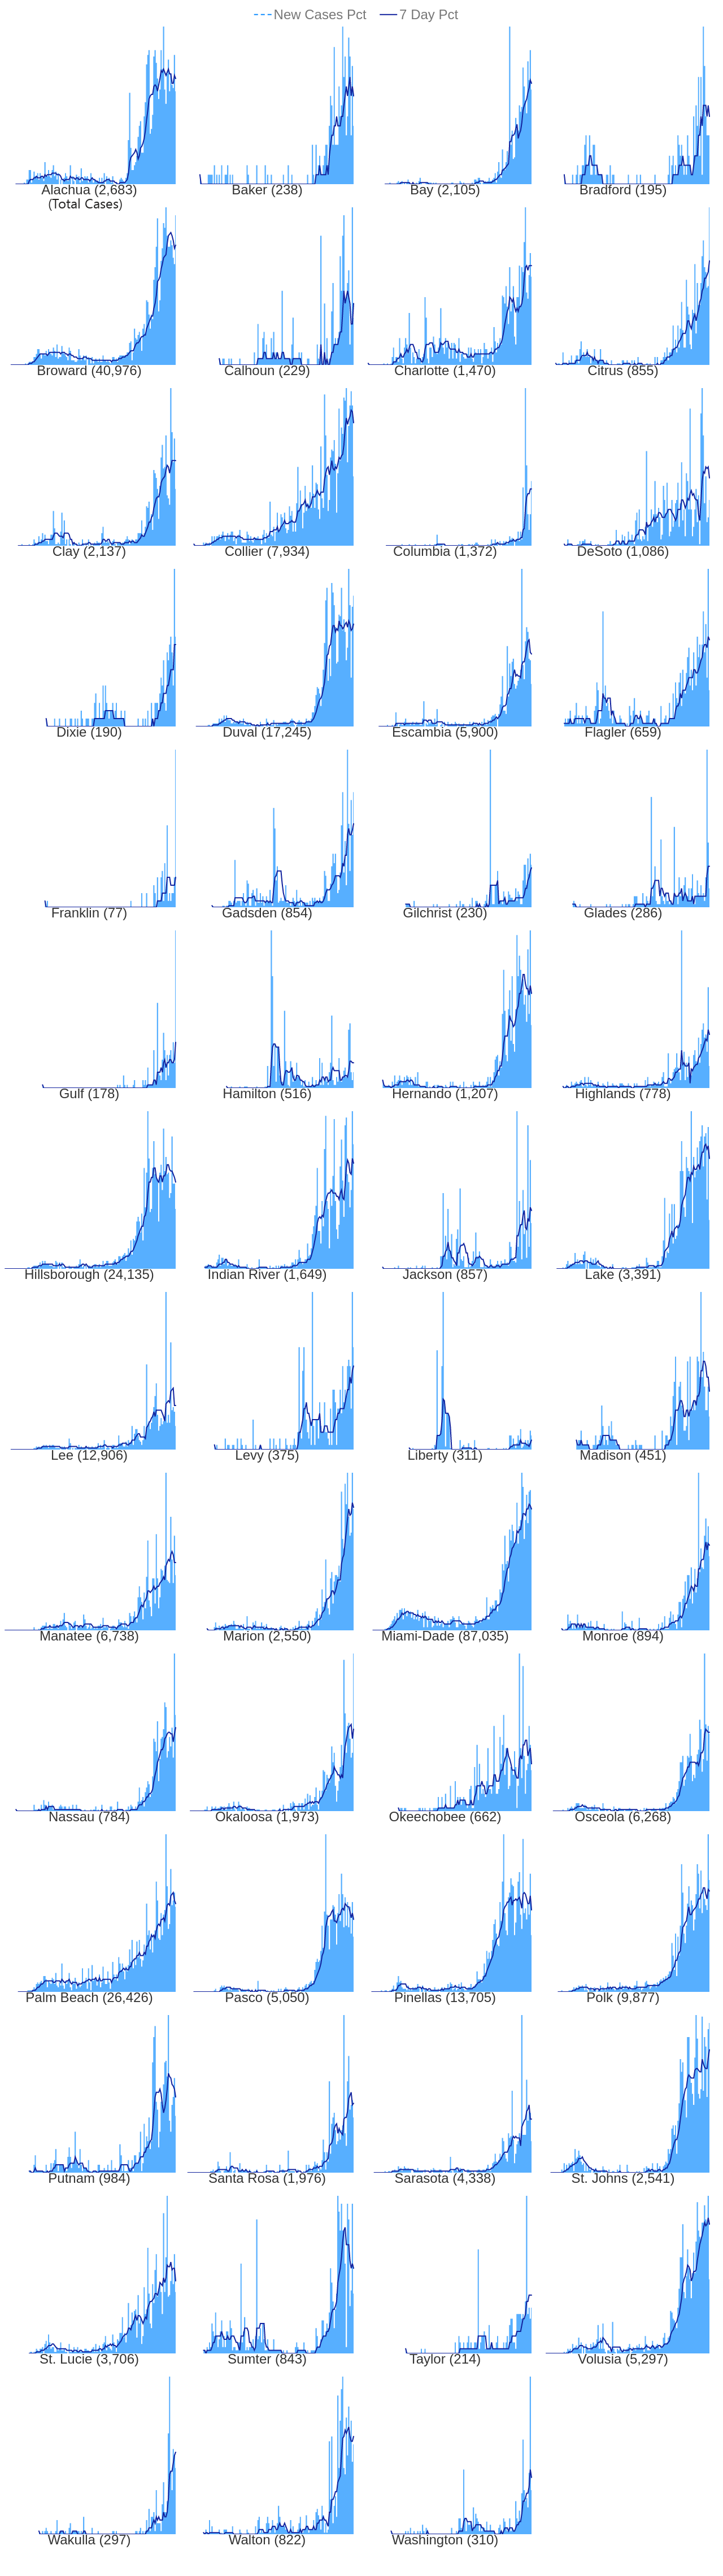 New Cases Pct 7 Day Pct
Alachua (2,683) Baker (238) Bay (2,105) Bradford (195)
(Total Cases)
Broward (40,976) Calhoun (229) Charlotte (1,470) Citrus (855)
Clay (2,137) Collier (7,934) Columbia (1,372) DeSoto (1,086)
Dixie (190) Duval (17,245) Escambia (5,900) Flagler (659)
Franklin (77) Gadsden (854) Gilchrist (230) Glades (286)
Gulf (178) Hamilton (516) Hernando (1,207) Highlands (778)
Hillsborough (24,135) Indian River (1,649) Jackson (857) Lake (3,391)
Lee (12,906) Levy (375) Liberty (311) Madison (451)
Manatee (6,738) Marion (2,550) Miami-Dade (87,035) Monroe (894)
Nassau (784) Okaloosa (1,973) Okeechobee (662) Osceola (6,268)
Palm Beach (26,426) Pasco (5,050) Pinellas (13,705) Polk (9,877)
Putnam (984) Santa Rosa (1,976) Sarasota (4,338) St. Johns (2,541)
St. Lucie (3,706) Sumter (843) Taylor (214) Volusia (5,297)
Wakulla (297) Walton (822) Washington (310)